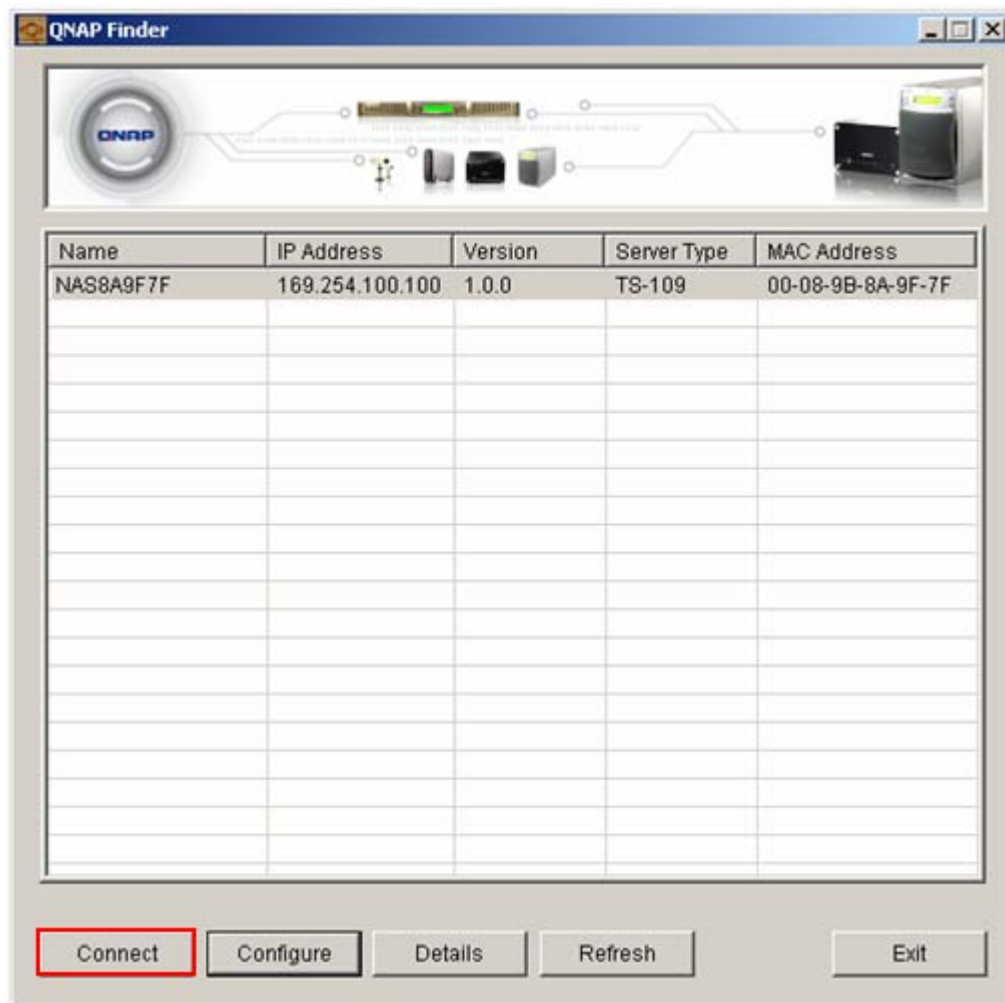 QNAP Finder
QNAP
Name IP Address Version Server Type MAC Address
NAS8A9F7F 169.254.100.100 1.0.0 TS-109 00-08-9B-8A-9F-7F
Connect Configure Details Refresh Exit